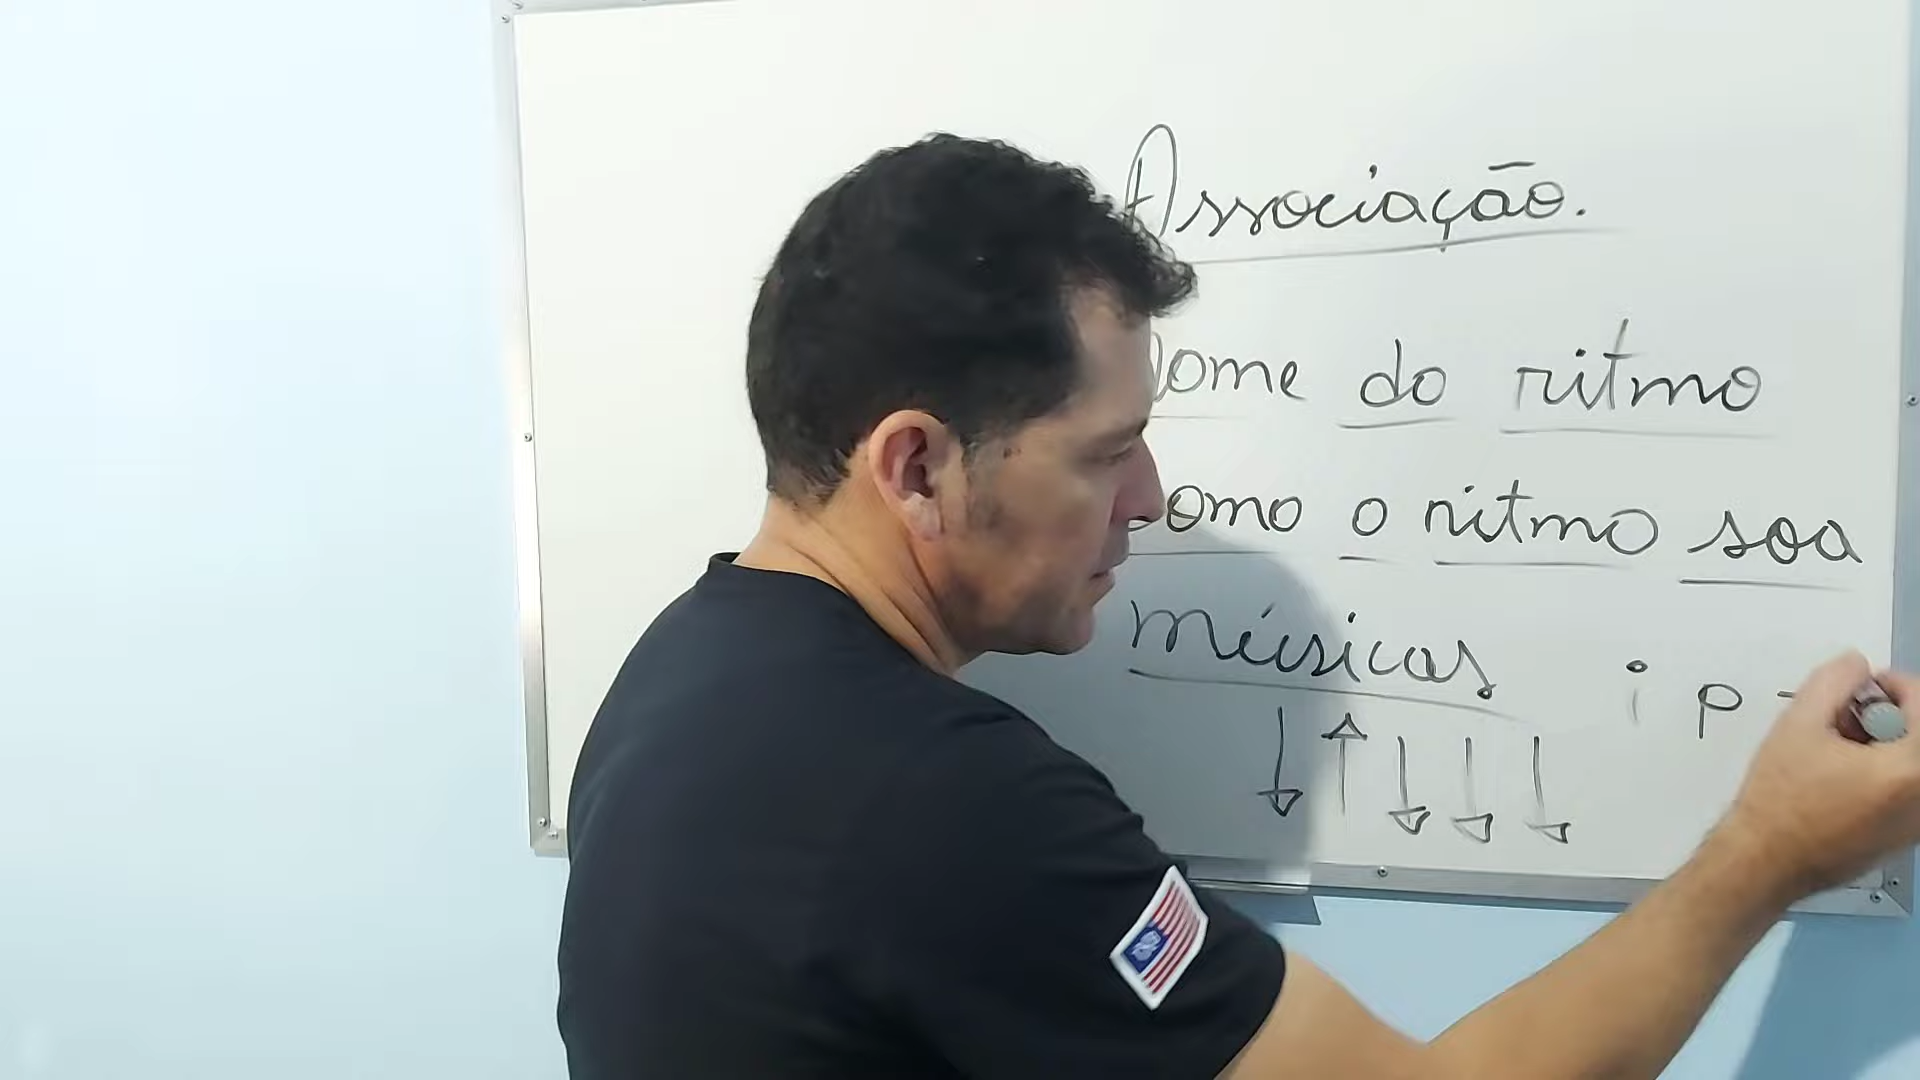 Associação.
ome do ritmo
omo o ritmo soa
músicas
i p